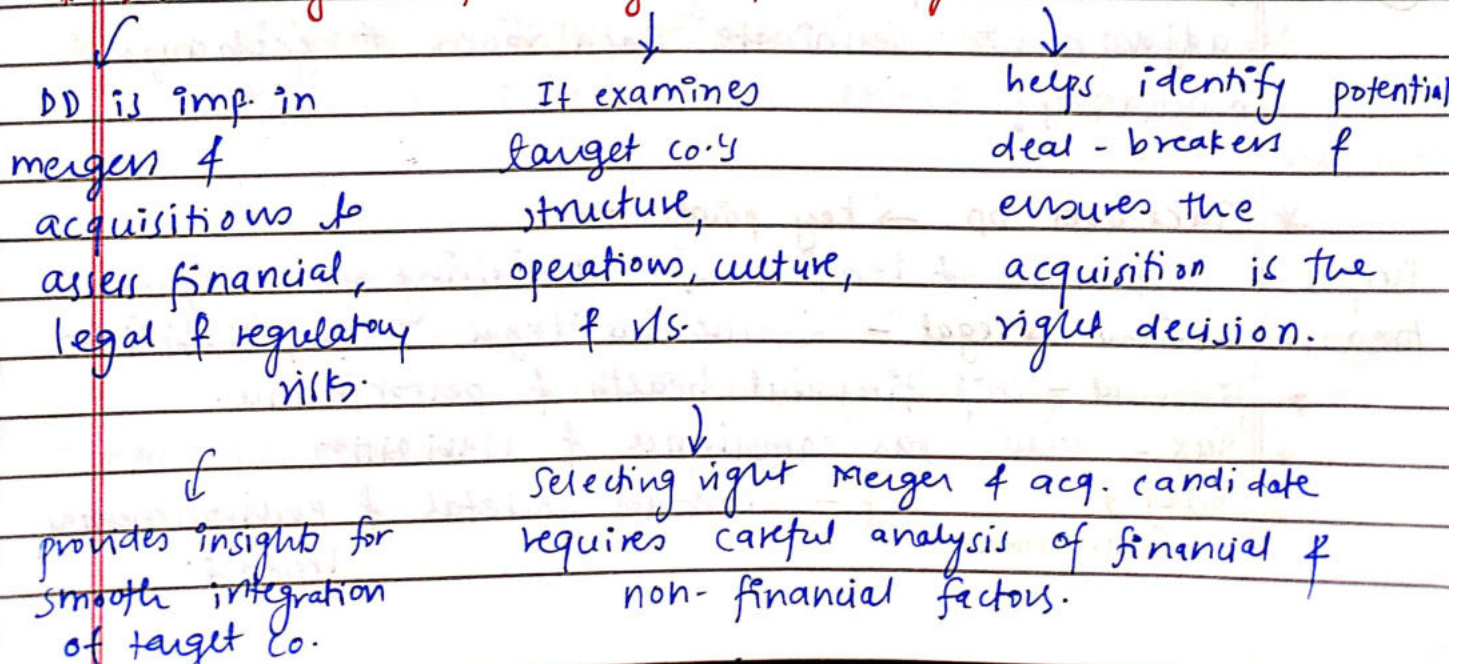 DD is imp. in
mergers &
acquisitions to
assess financial,
legal & regulatory
risks.
It examines
target co.'s
structure,
operations, culture,
& r/s.
helps identify potential
deal - breakers &
ensures the
acquisition is the
right decision.
provides insights for
smooth integration
of target Co.
Selecting right Merger & acq. candidate
requires careful analysis of financial &
non- financial factors.